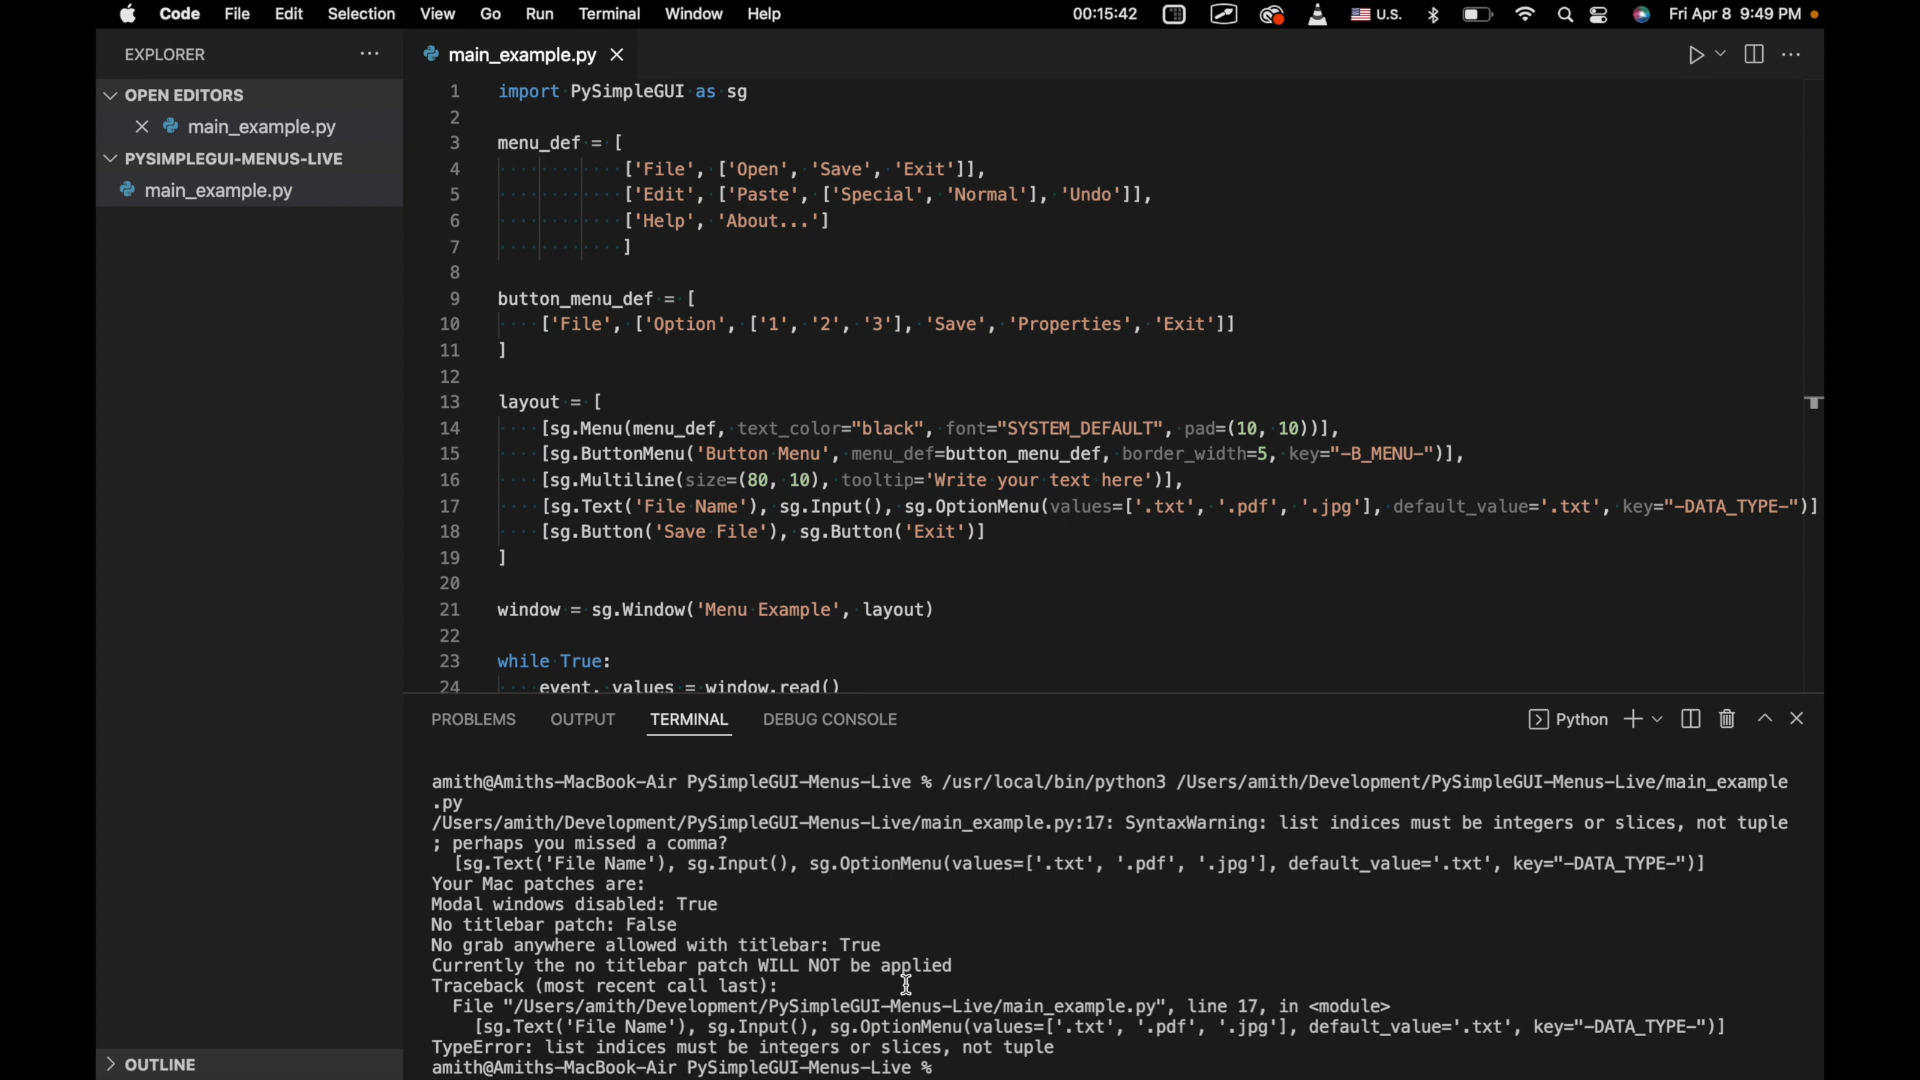 Code File Edit Selection View Go Run Terminal Window Help 00:15:42 U.S. Fri Apr 8 9:49 PM
EXPLORER ···
OPEN EDITORS
main_example.py
PYSIMPLEGUI-MENUS-LIVE
main_example.py
OUTLINE
main_example.py
1 import PySimpleGUI as sg
2
3 menu_def = [
4 ['File', ['Open', 'Save', 'Exit']],
5 ['Edit', ['Paste', ['Special', 'Normal'], 'Undo']],
6 ['Help', 'About...']
7 ]
8
9 button_menu_def = [
10 ['File', ['Option', ['1', '2', '3'], 'Save', 'Properties', 'Exit']]
11 ]
12
13 layout = [
14 [sg.Menu(menu_def, text_color="black", font="SYSTEM_DEFAULT", pad=(10, 10))],
15 [sg.ButtonMenu('Button Menu', menu_def=button_menu_def, border_width=5, key="-B_MENU-")],
16 [sg.Multiline(size=(80, 10), tooltip='Write your text here')],
17 [sg.Text('File Name'), sg.Input(), sg.OptionMenu(values=['.txt', '.pdf', '.jpg'], default_value='.txt', key="-DATA_TYPE-")]
18 [sg.Button('Save File'), sg.Button('Exit')]
19 ]
20
21 window = sg.Window('Menu Example', layout)
22
23 while True:
24 event, values = window.read()
PROBLEMS OUTPUT TERMINAL DEBUG CONSOLE Python
amith@Amiths-MacBook-Air PySimpleGUI-Menus-Live % /usr/local/bin/python3 /Users/amith/Development/PySimpleGUI-Menus-Live/main_example
.py
/Users/amith/Development/PySimpleGUI-Menus-Live/main_example.py:17: SyntaxWarning: list indices must be integers or slices, not tuple
; perhaps you missed a comma?
[sg.Text('File Name'), sg.Input(), sg.OptionMenu(values=['.txt', '.pdf', '.jpg'], default_value='.txt', key="-DATA_TYPE-")]
Your Mac patches are:
Modal windows disabled: True
No titlebar patch: False
No grab anywhere allowed with titlebar: True
Currently the no titlebar patch WILL NOT be applied
Traceback (most recent call last):
File "/Users/amith/Development/PySimpleGUI-Menus-Live/main_example.py", line 17, in <module>
[sg.Text('File Name'), sg.Input(), sg.OptionMenu(values=['.txt', '.pdf', '.jpg'], default_value='.txt', key="-DATA_TYPE-")]
TypeError: list indices must be integers or slices, not tuple
amith@Amiths-MacBook-Air PySimpleGUI-Menus-Live %